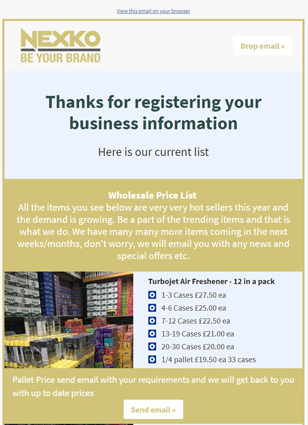 View this email on your browser
NEXKO
BE YOUR BRAND
Drop email »
Thanks for registering your
business information
Here is our current list
Wholesale Price List
All the items you see below are very very hot sellers this year and
the demand is growing. Be a part of the trending items and that is
what we do. We have many many more items coming in the next
weeks/months, don't worry, we will email you with any news and
special offers etc.
Turbojet Air Freshener - 12 in a pack
1-3 Cases £27.50 ea
4-6 Cases £25.00 ea
7-12 Cases £22.50 ea
13-19 Cases £21.00 ea
20-30 Cases £20.00 ea
1/4 pallet £19.50 ea 33 cases
Pallet Price send email with your requirements and we will get back to you
with up to date prices
Send email »